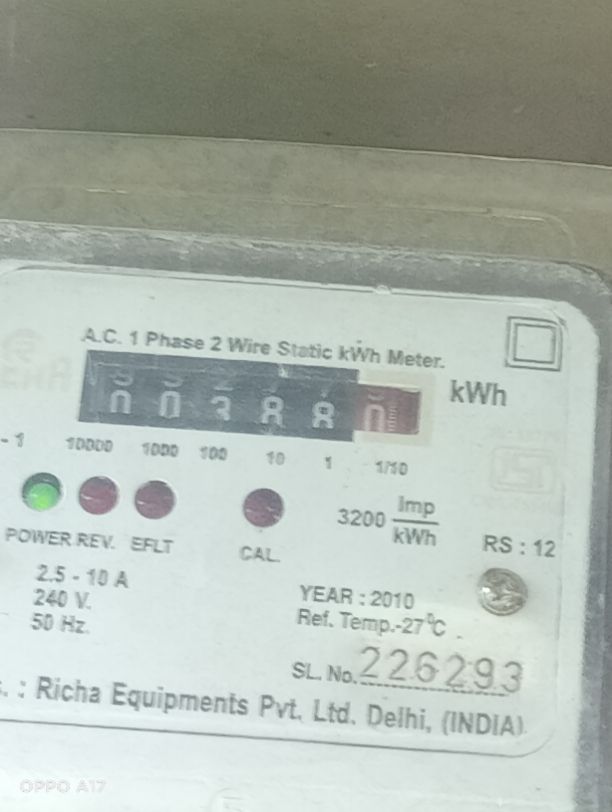 A.C. 1 Phase 2 Wire Static kWh Meter.
003880 kWh
10000 1000 100 10 1 1/10
3200 Imp
kWh
POWER REV. EFLT CAL. RS : 12
2.5 - 10 A
240 V.
50 Hz.
YEAR : 2010
Ref. Temp.-27°C
SL. No. 226293
Richa Equipments Pvt. Ltd. Delhi, (INDIA)
OPPO A17